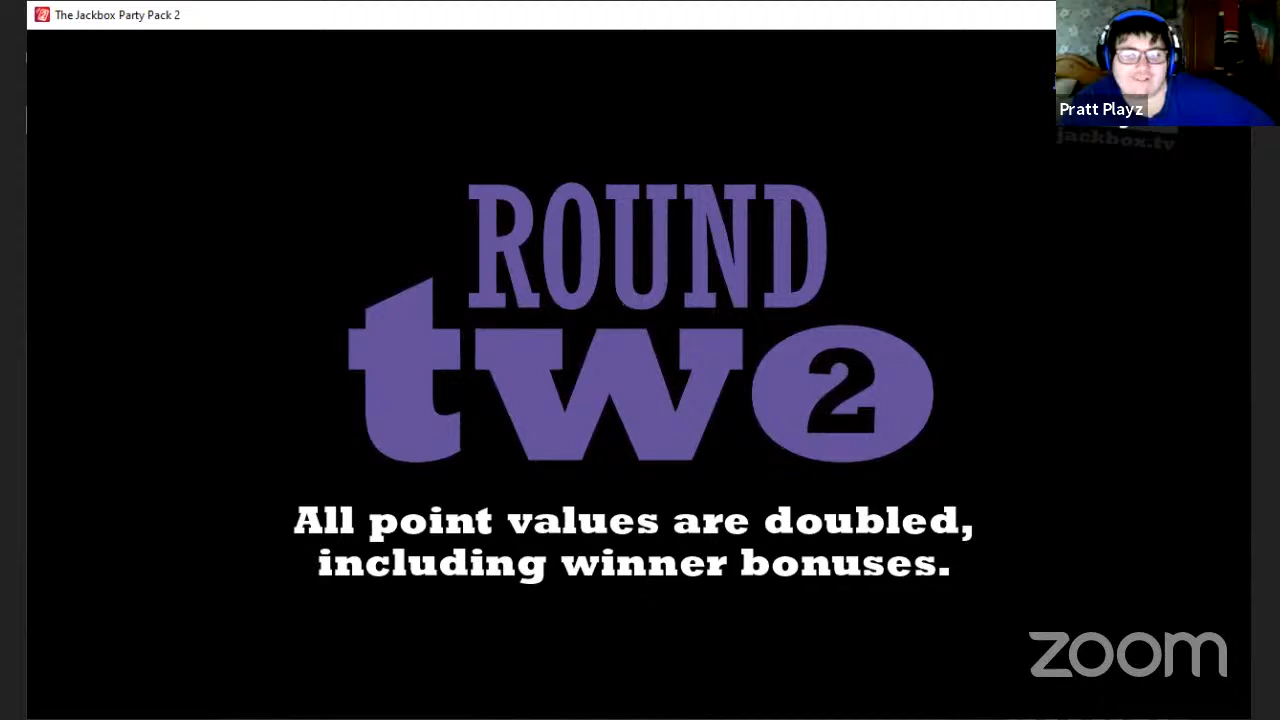 The Jackbox Party Pack 2
Pratt Playz
jackbox.tv
ROUND
two
2
All point values are doubled,
including winner bonuses.
zoom